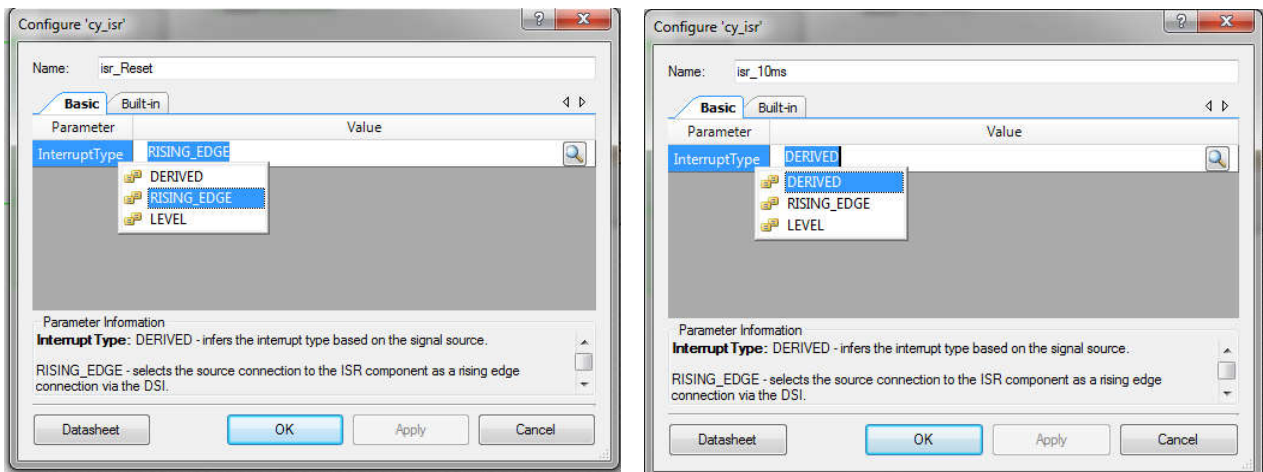 Configure 'cy_isr'
Name: isr_Reset
Basic Built-in
Parameter Value
InterruptType RISING_EDGE
DERIVED
RISING_EDGE
LEVEL
Parameter Information
Interrupt Type: DERIVED - infers the interrupt type based on the signal source.
RISING_EDGE - selects the source connection to the ISR component as a rising edge
connection via the DSI.
Datasheet OK Apply Cancel
Configure 'cy_isr'
Name: isr_10ms
Basic Built-in
Parameter Value
InterruptType DERIVED
DERIVED
RISING_EDGE
LEVEL
Parameter Information
Interrupt Type: DERIVED - infers the interrupt type based on the signal source.
RISING_EDGE - selects the source connection to the ISR component as a rising edge
connection via the DSI.
Datasheet OK Apply Cancel